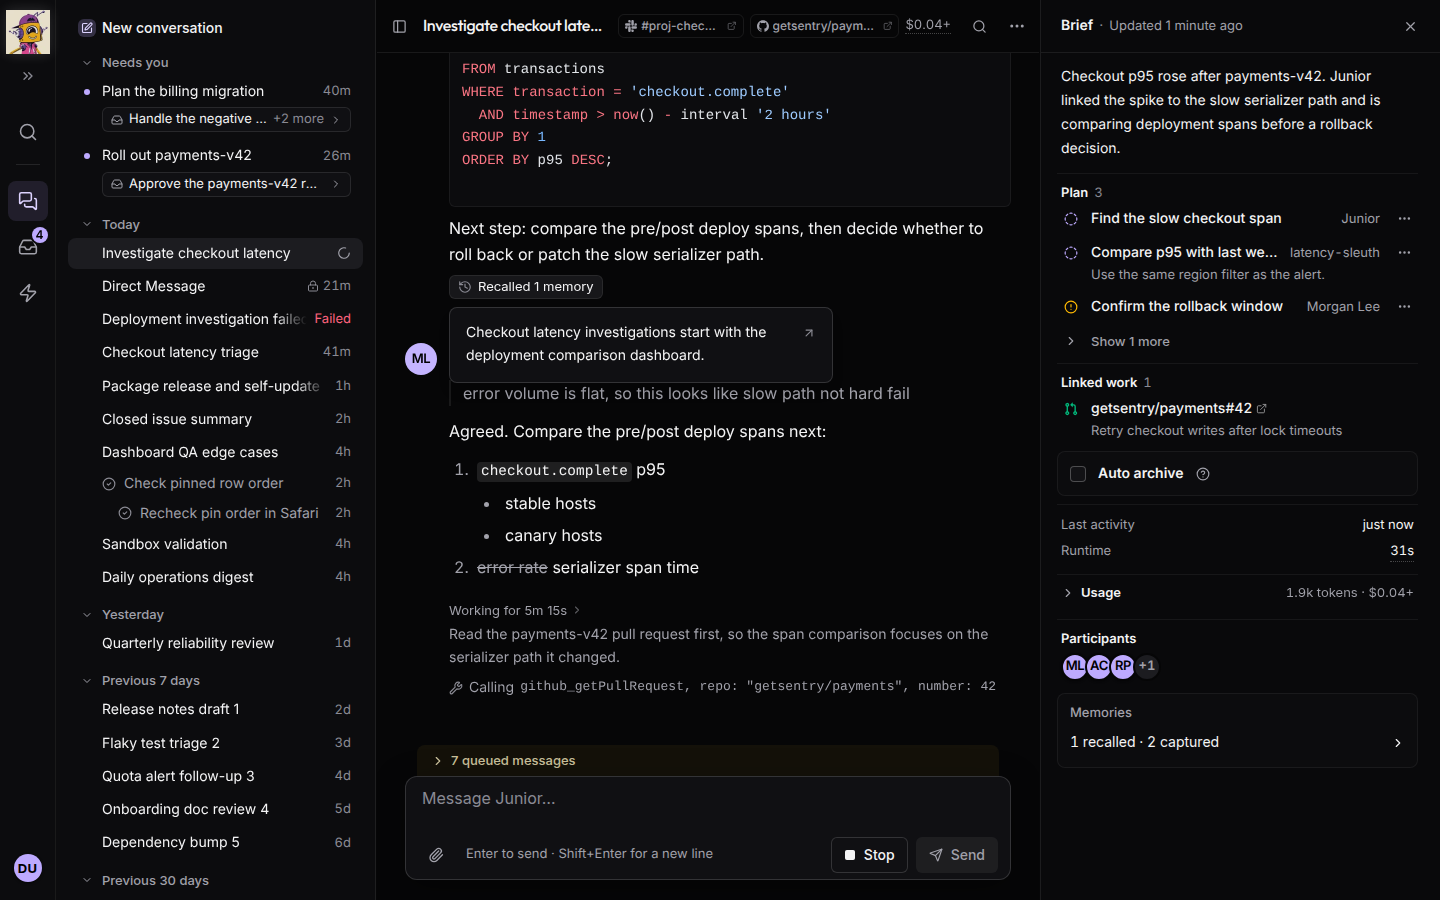 New conversation
Needs you
Plan the billing migration 40m
Handle the negative ... +2 more
Roll out payments-v42 26m
Approve the payments-v42 r...
Today
Investigate checkout latency
Direct Message 21m
Deployment investigation failed Failed
Checkout latency triage 41m
Package release and self-update 1h
Closed issue summary 2h
Dashboard QA edge cases 4h
Check pinned row order 2h
Recheck pin order in Safari 2h
Sandbox validation 4h
Daily operations digest 4h
Yesterday
Quarterly reliability review 1d
Previous 7 days
Release notes draft 1 2d
Flaky test triage 2 3d
Quota alert follow-up 3 4d
Onboarding doc review 4 5d
Dependency bump 5 6d
Previous 30 days
4
DU
Investigate checkout late... #proj-chec... getsentry/paym... $0.04+
FROM transactions
WHERE transaction = 'checkout.complete'
AND timestamp > now() - interval '2 hours'
GROUP BY 1
ORDER BY p95 DESC;
Next step: compare the pre/post deploy spans, then decide whether to
roll back or patch the slow serializer path.
Recalled 1 memory
Checkout latency investigations start with the
deployment comparison dashboard.
ML
error volume is flat, so this looks like slow path not hard fail
Agreed. Compare the pre/post deploy spans next:
1. checkout.complete p95
• stable hosts
• canary hosts
2. error rate serializer span time
Working for 5m 15s
Read the payments-v42 pull request first, so the span comparison focuses on the
serializer path it changed.
Calling github_getPullRequest, repo: "getsentry/payments", number: 42
7 queued messages
Message Junior...
Enter to send · Shift+Enter for a new line
Stop
Send
Brief · Updated 1 minute ago
Checkout p95 rose after payments-v42. Junior
linked the spike to the slow serializer path and is
comparing deployment spans before a rollback
decision.
Plan 3
Find the slow checkout span Junior
Compare p95 with last we... latency-sleuth
Use the same region filter as the alert.
Confirm the rollback window Morgan Lee
Show 1 more
Linked work 1
getsentry/payments#42
Retry checkout writes after lock timeouts
Auto archive
Last activity just now
Runtime 31s
Usage 1.9k tokens · $0.04+
Participants
ML AC RP +1
Memories
1 recalled · 2 captured